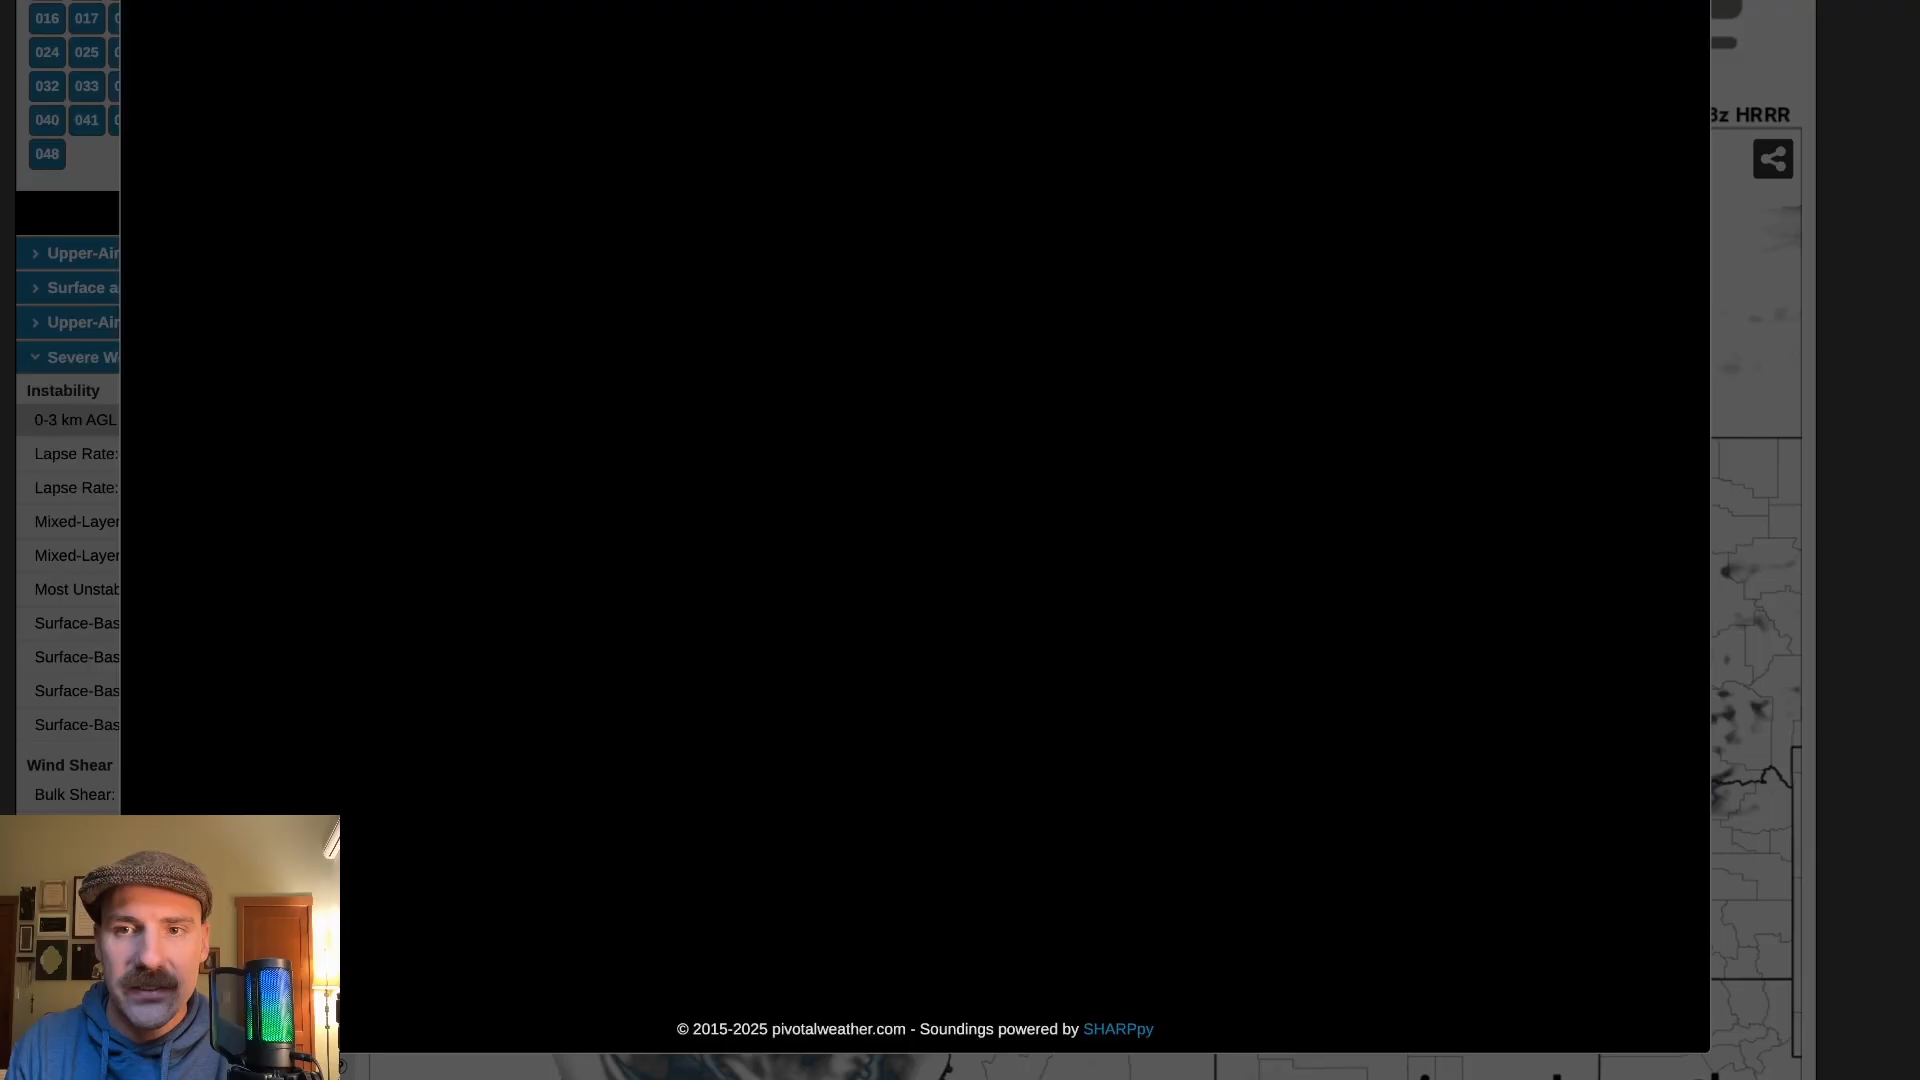 016 017
024 025
032 033
040 041
048
3z HRRR
Upper-Air
Surface a
Upper-Air
Severe W
Instability
0-3 km AGL
Lapse Rate:
Lapse Rate:
Mixed-Layer
Mixed-Layer
Most Unstab
Surface-Bas
Surface-Bas
Surface-Bas
Surface-Bas
Wind Shear
Bulk Shear:
© 2015-2025 pivotalweather.com - Soundings powered by SHARPpy